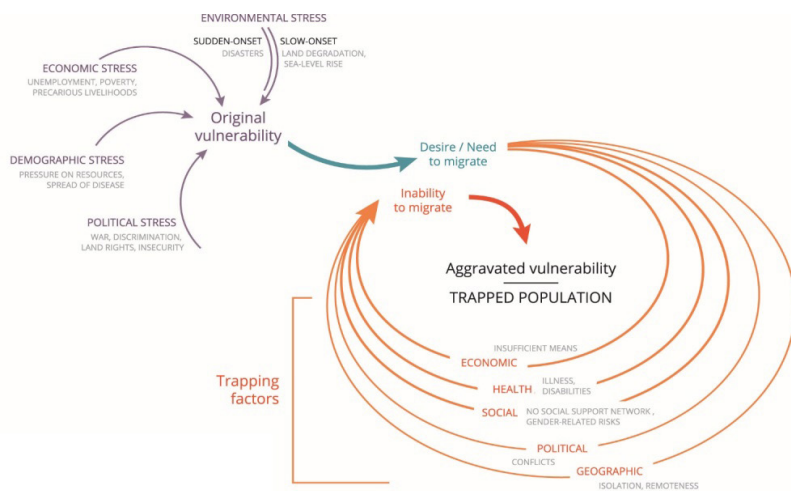 ENVIRONMENTAL STRESS
SUDDEN-ONSET
DISASTERS
SLOW-ONSET
LAND DEGRADATION,
SEA-LEVEL RISE
ECONOMIC STRESS
UNEMPLOYMENT, POVERTY,
PRECARIOUS LIVELIHOODS
Original
vulnerability
DEMOGRAPHIC STRESS
PRESSURE ON RESOURCES,
SPREAD OF DISEASE
POLITICAL STRESS
WAR, DISCRIMINATION,
LAND RIGHTS, INSECURITY
Desire / Need
to migrate
Inability
to migrate
Aggravated vulnerability
TRAPPED POPULATION
Trapping
factors
INSUFFICIENT MEANS
ECONOMIC
HEALTH
ILLNESS,
DISABILITIES
SOCIAL
NO SOCIAL SUPPORT NETWORK ,
GENDER-RELATED RISKS
POLITICAL
CONFLICTS
GEOGRAPHIC
ISOLATION, REMOTENESS